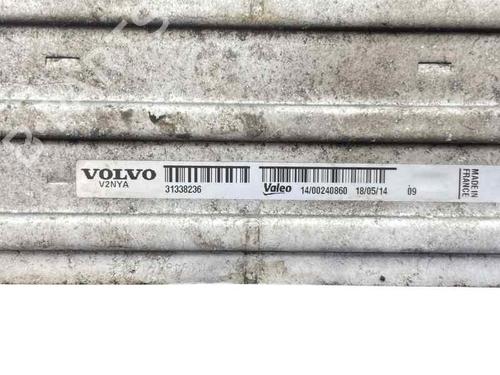 VOLVO
V2NYA
31338236
Valeo 14/00240860 18/05/14 09
MADE IN
FRANCE